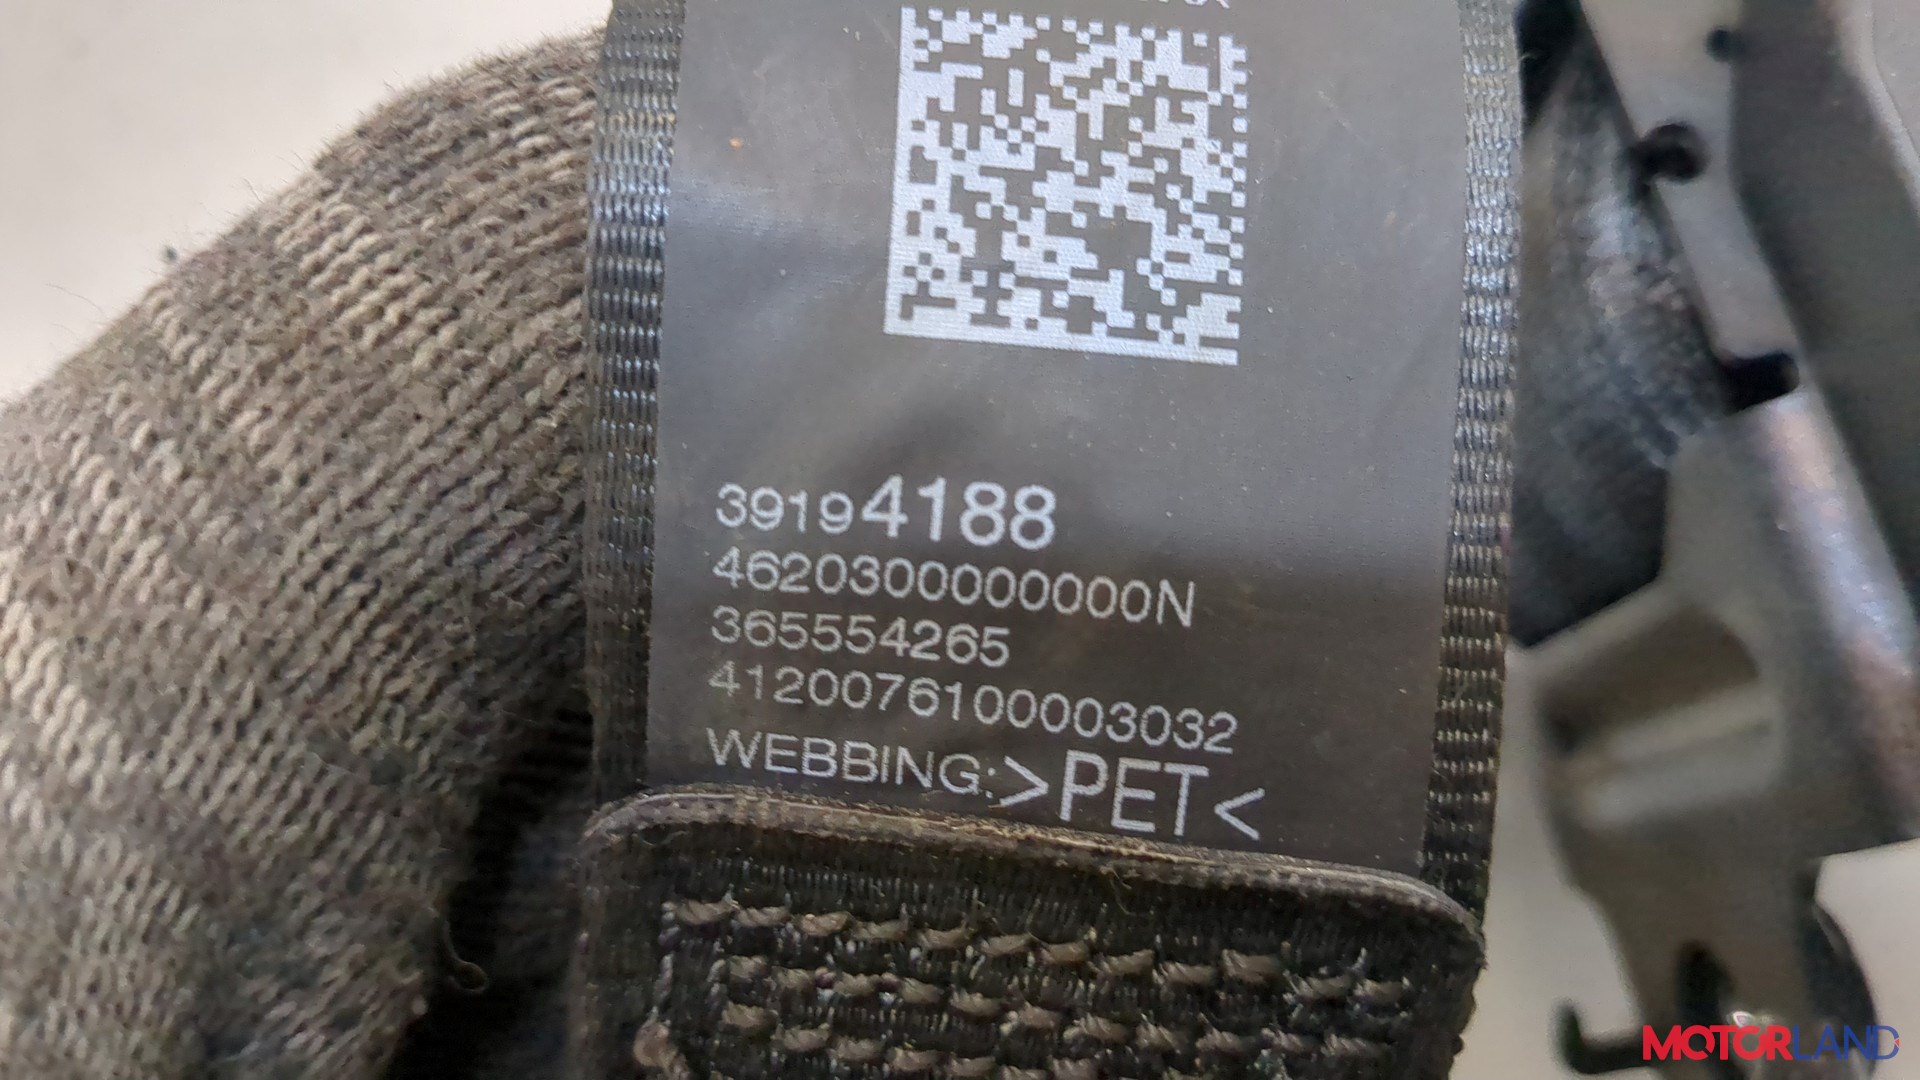 39194188
4620300000000N
365554265
4120076100003032
WEBBING:>PET<
MOTORLAND